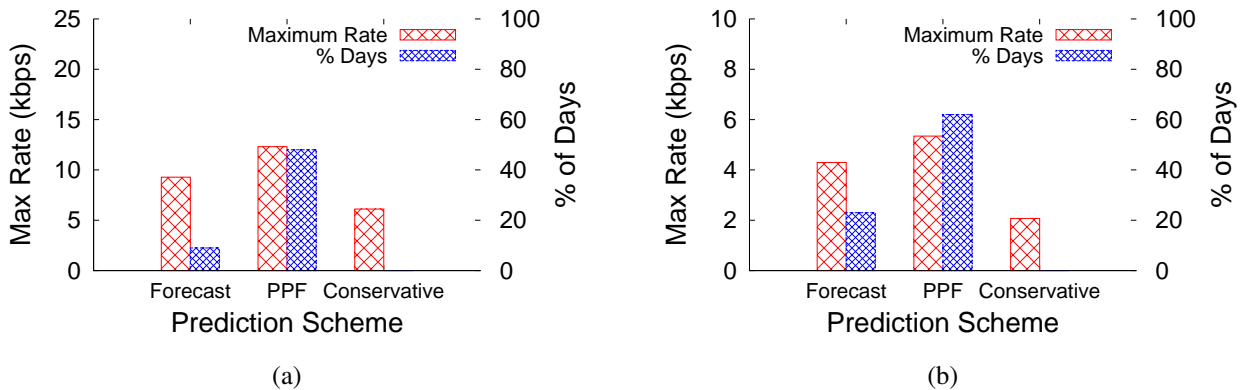 Max Rate (kbps)
25
20
15
10
5
0
Maximum Rate
% Days
100
80
60
40
20
0
% of Days
Forecast PPF Conservative
Prediction Scheme
(a)
Max Rate (kbps)
10
8
6
4
2
0
Maximum Rate
% Days
100
80
60
40
20
0
% of Days
Forecast PPF Conservative
Prediction Scheme
(b)